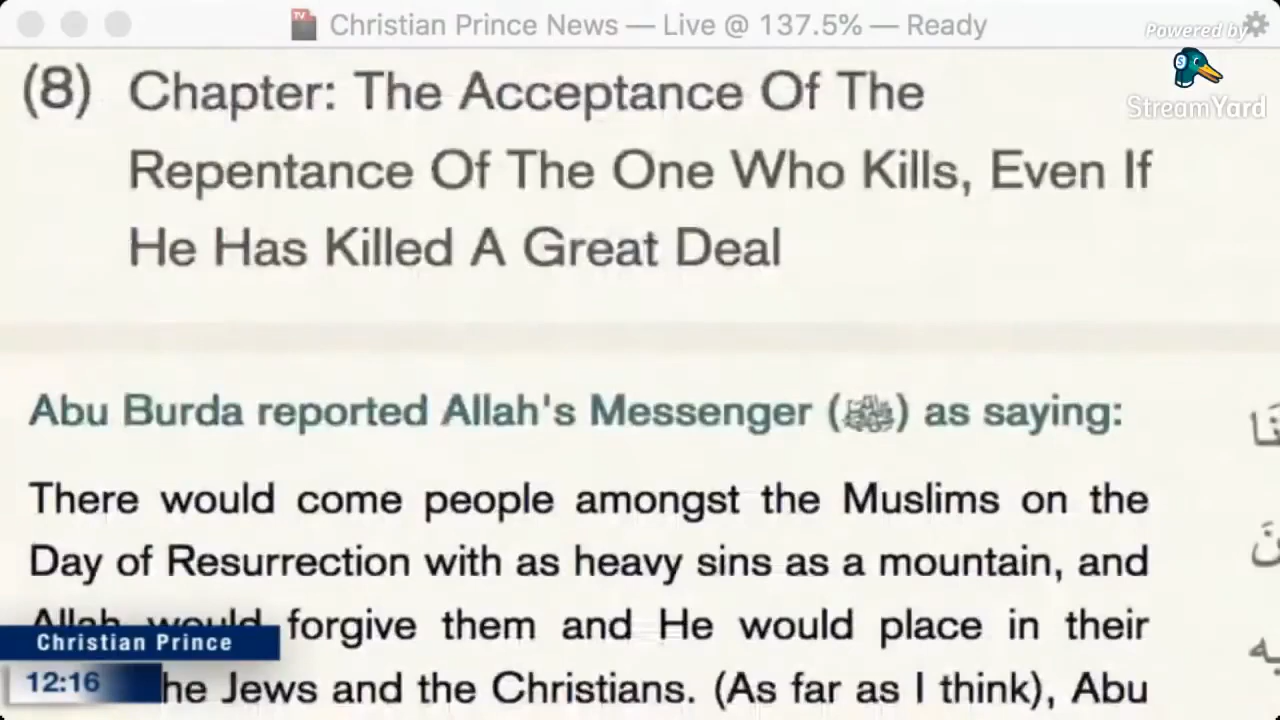 Christian Prince News — Live @ 137.5% — Ready
Powered by
StreamYard
(8) Chapter: The Acceptance Of The
Repentance Of The One Who Kills, Even If
He Has Killed A Great Deal
Abu Burda reported Allah's Messenger (ﷺ) as saying:
There would come people amongst the Muslims on the
Day of Resurrection with as heavy sins as a mountain, and
Allah would forgive them and He would place in their
he Jews and the Christians. (As far as I think), Abu
Christian Prince
12:16